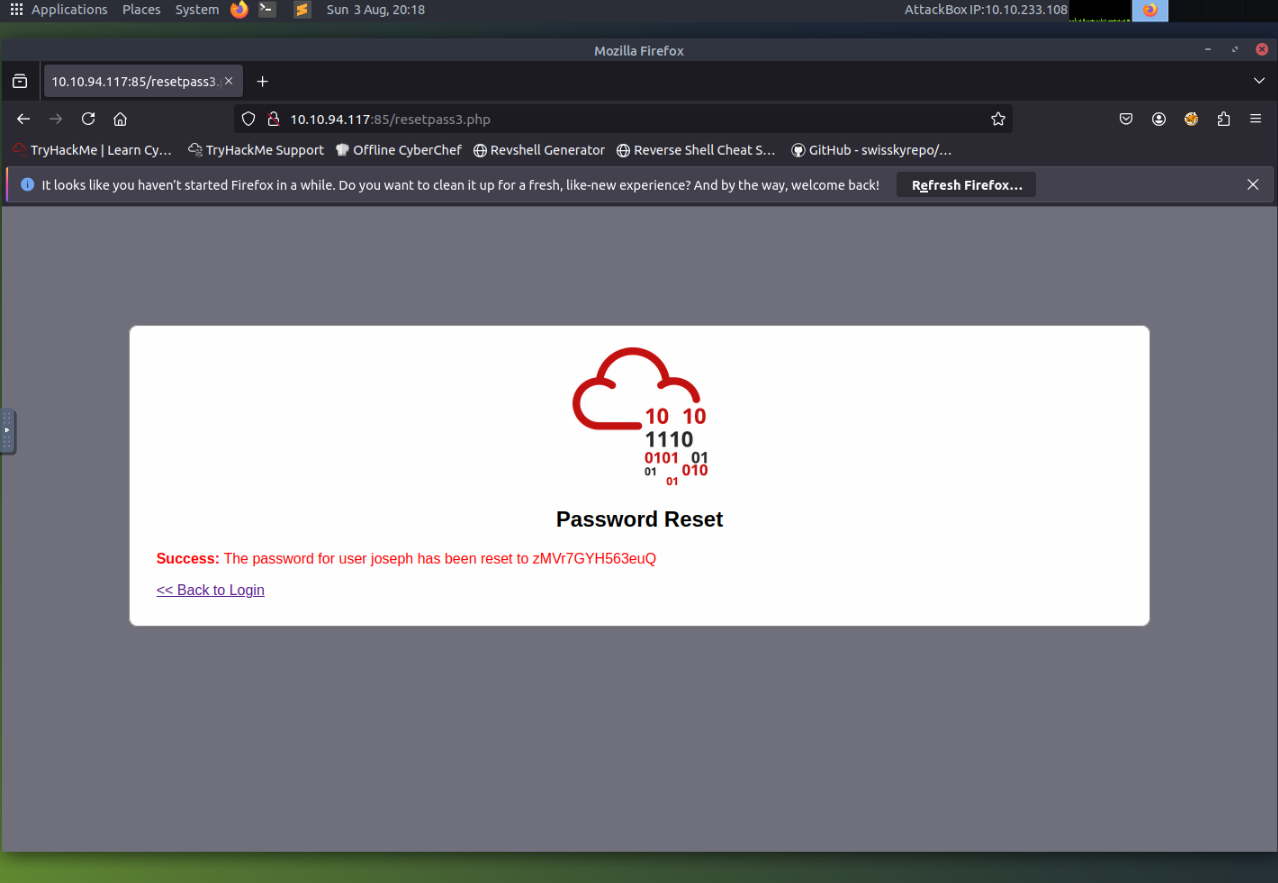 Applications Places System Sun 3 Aug, 20:18 AttackBox IP:10.10.233.108
Mozilla Firefox
10.10.94.117:85/resetpass3.
10.10.94.117:85/resetpass3.php
TryHackMe | Learn Cy… TryHackMe Support Offline CyberChef Revshell Generator Reverse Shell Cheat S… GitHub - swisskyrepo/…
It looks like you haven't started Firefox in a while. Do you want to clean it up for a fresh, like-new experience? And by the way, welcome back! Refresh Firefox…
10 10
1110
0101 01
01 010
01
Password Reset
Success: The password for user joseph has been reset to zMVr7GYH563euQ
<< Back to Login